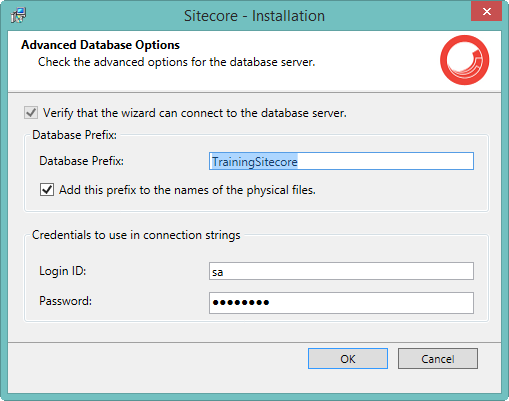 Sitecore - Installation
Advanced Database Options
Check the advanced options for the database server.
Verify that the wizard can connect to the database server.
Database Prefix:
Database Prefix: TrainingSitecore
Add this prefix to the names of the physical files.
Credentials to use in connection strings
Login ID: sa
Password: ●●●●●●●●
OK Cancel